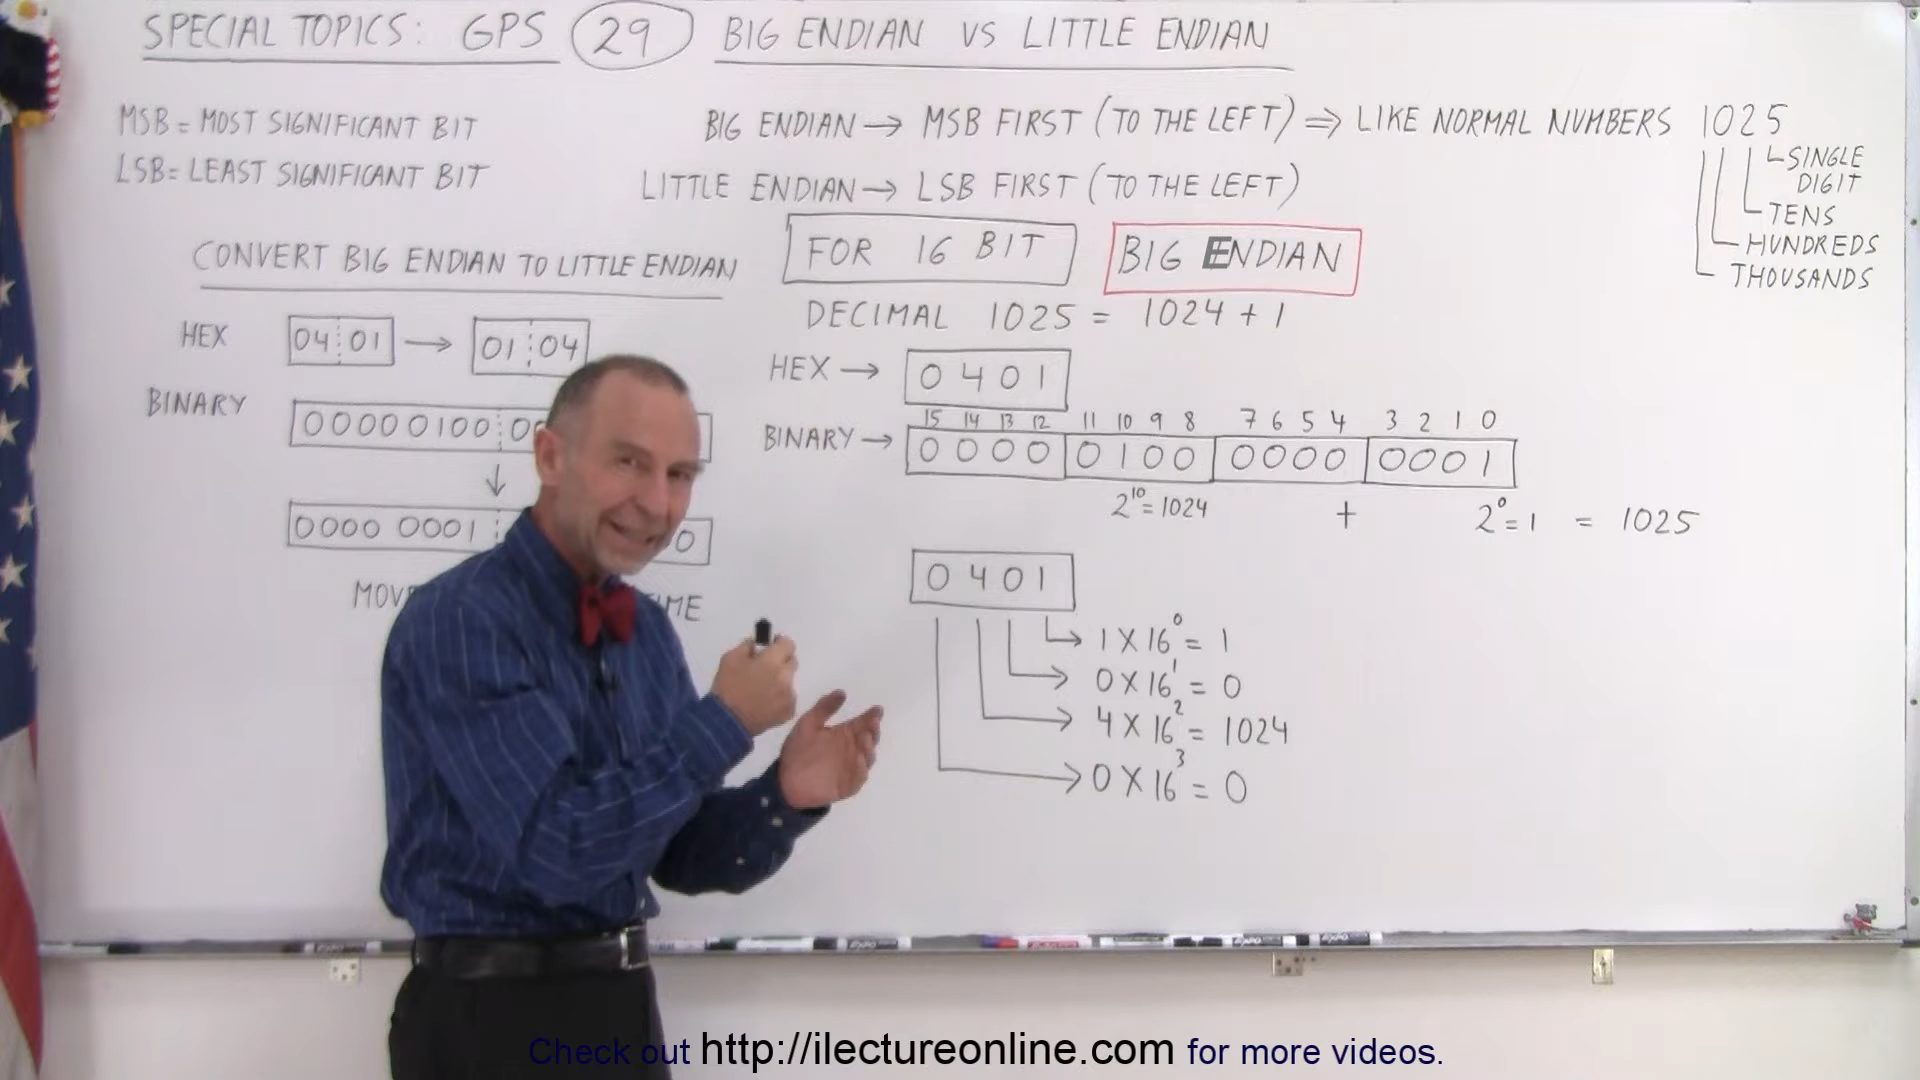 SPECIAL TOPICS: GPS 29 BIG ENDIAN VS LITTLE ENDIAN
MSB = MOST SIGNIFICANT BIT
LSB = LEAST SIGNIFICANT BIT
BIG ENDIAN → MSB FIRST (TO THE LEFT) ⇒ LIKE NORMAL NUMBERS 1025
SINGLE
DIGIT
TENS
HUNDREDS
THOUSANDS
LITTLE ENDIAN → LSB FIRST (TO THE LEFT)
CONVERT BIG ENDIAN TO LITTLE ENDIAN
HEX 04 01 → 01 04
BINARY 00000100
↓
0000 0001
FOR 16 BIT BIG ENDIAN
DECIMAL 1025 = 1024 + 1
HEX → 0401
15 14 13 12 11 10 9 8 7 6 5 4 3 2 1 0
BINARY → 0000 0100 0000 0001
2¹⁰ = 1024 + 2⁰ = 1 = 1025
0401
1 X 16⁰ = 1
0 X 16¹ = 0
4 X 16² = 1024
0 X 16³ = 0
Check out http://ilectureonline.com for more videos.